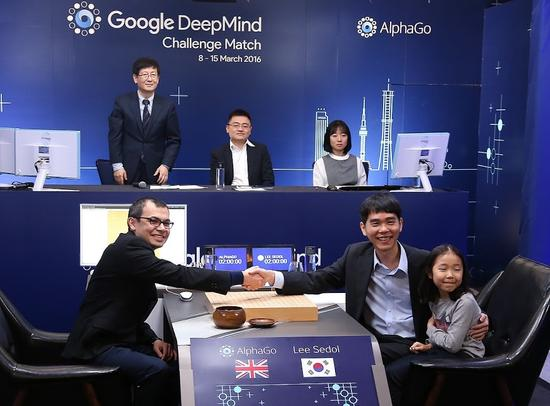 Google DeepMind
Challenge Match
8 - 15 March 2016
AlphaGo
ALPHAGO
02:00:00
LEE SEDOL
02:00:00
AlphaGo
Lee Sedol